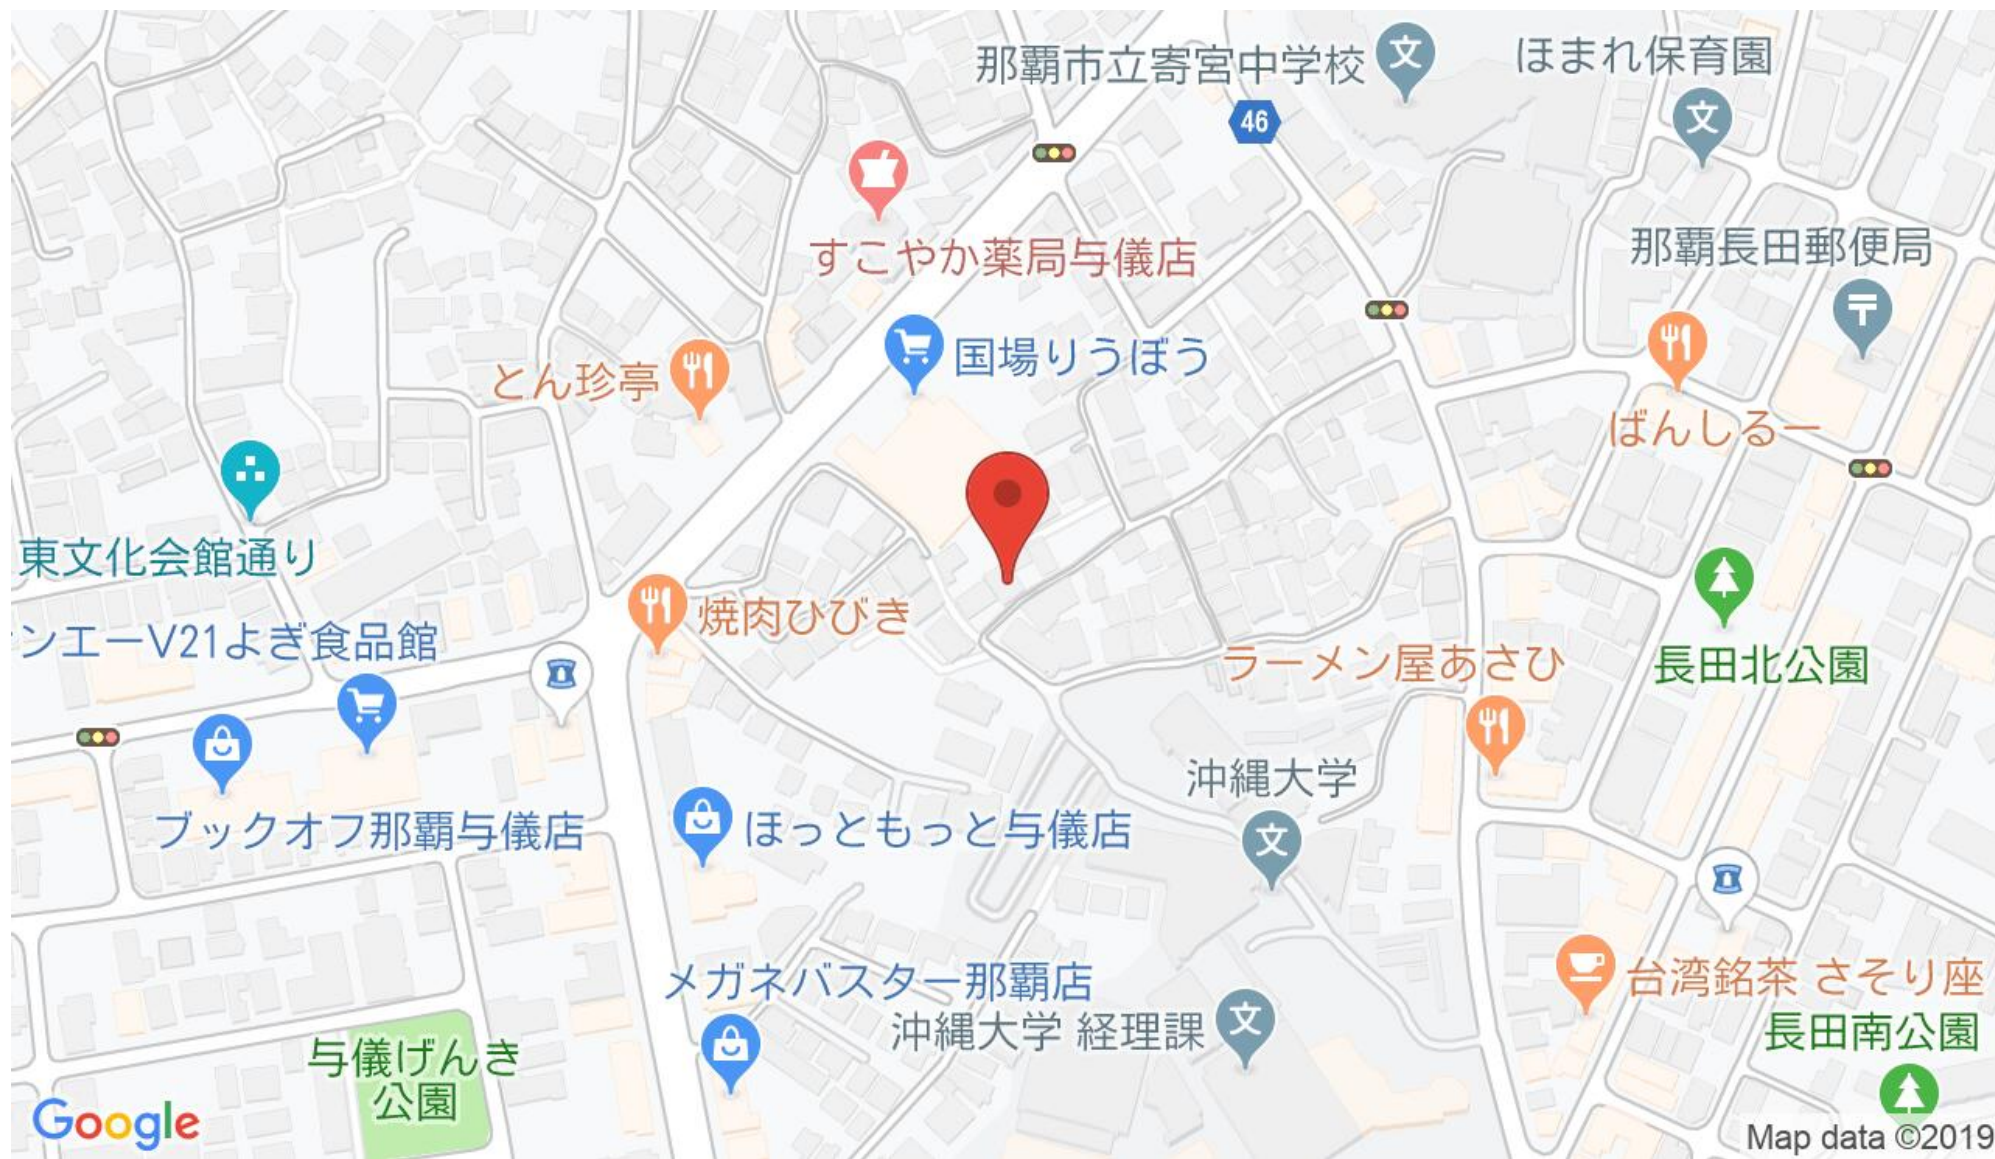 那覇市立寄宮中学校
ほまれ保育園
46
すこやか薬局与儀店
那覇長田郵便局
国場りうぼう
とん珍亭
ばんしるー
東文化会館通り
焼肉ひびき
ンエーV21よぎ食品館
ラーメン屋あさひ
長田北公園
沖縄大学
ブックオフ那覇与儀店
ほっともっと与儀店
メガネバスター那覇店
台湾銘茶 さそり座
沖縄大学 経理課
長田南公園
与儀げんき
公園
Google
Map data ©2019
文
文
〒
文
文